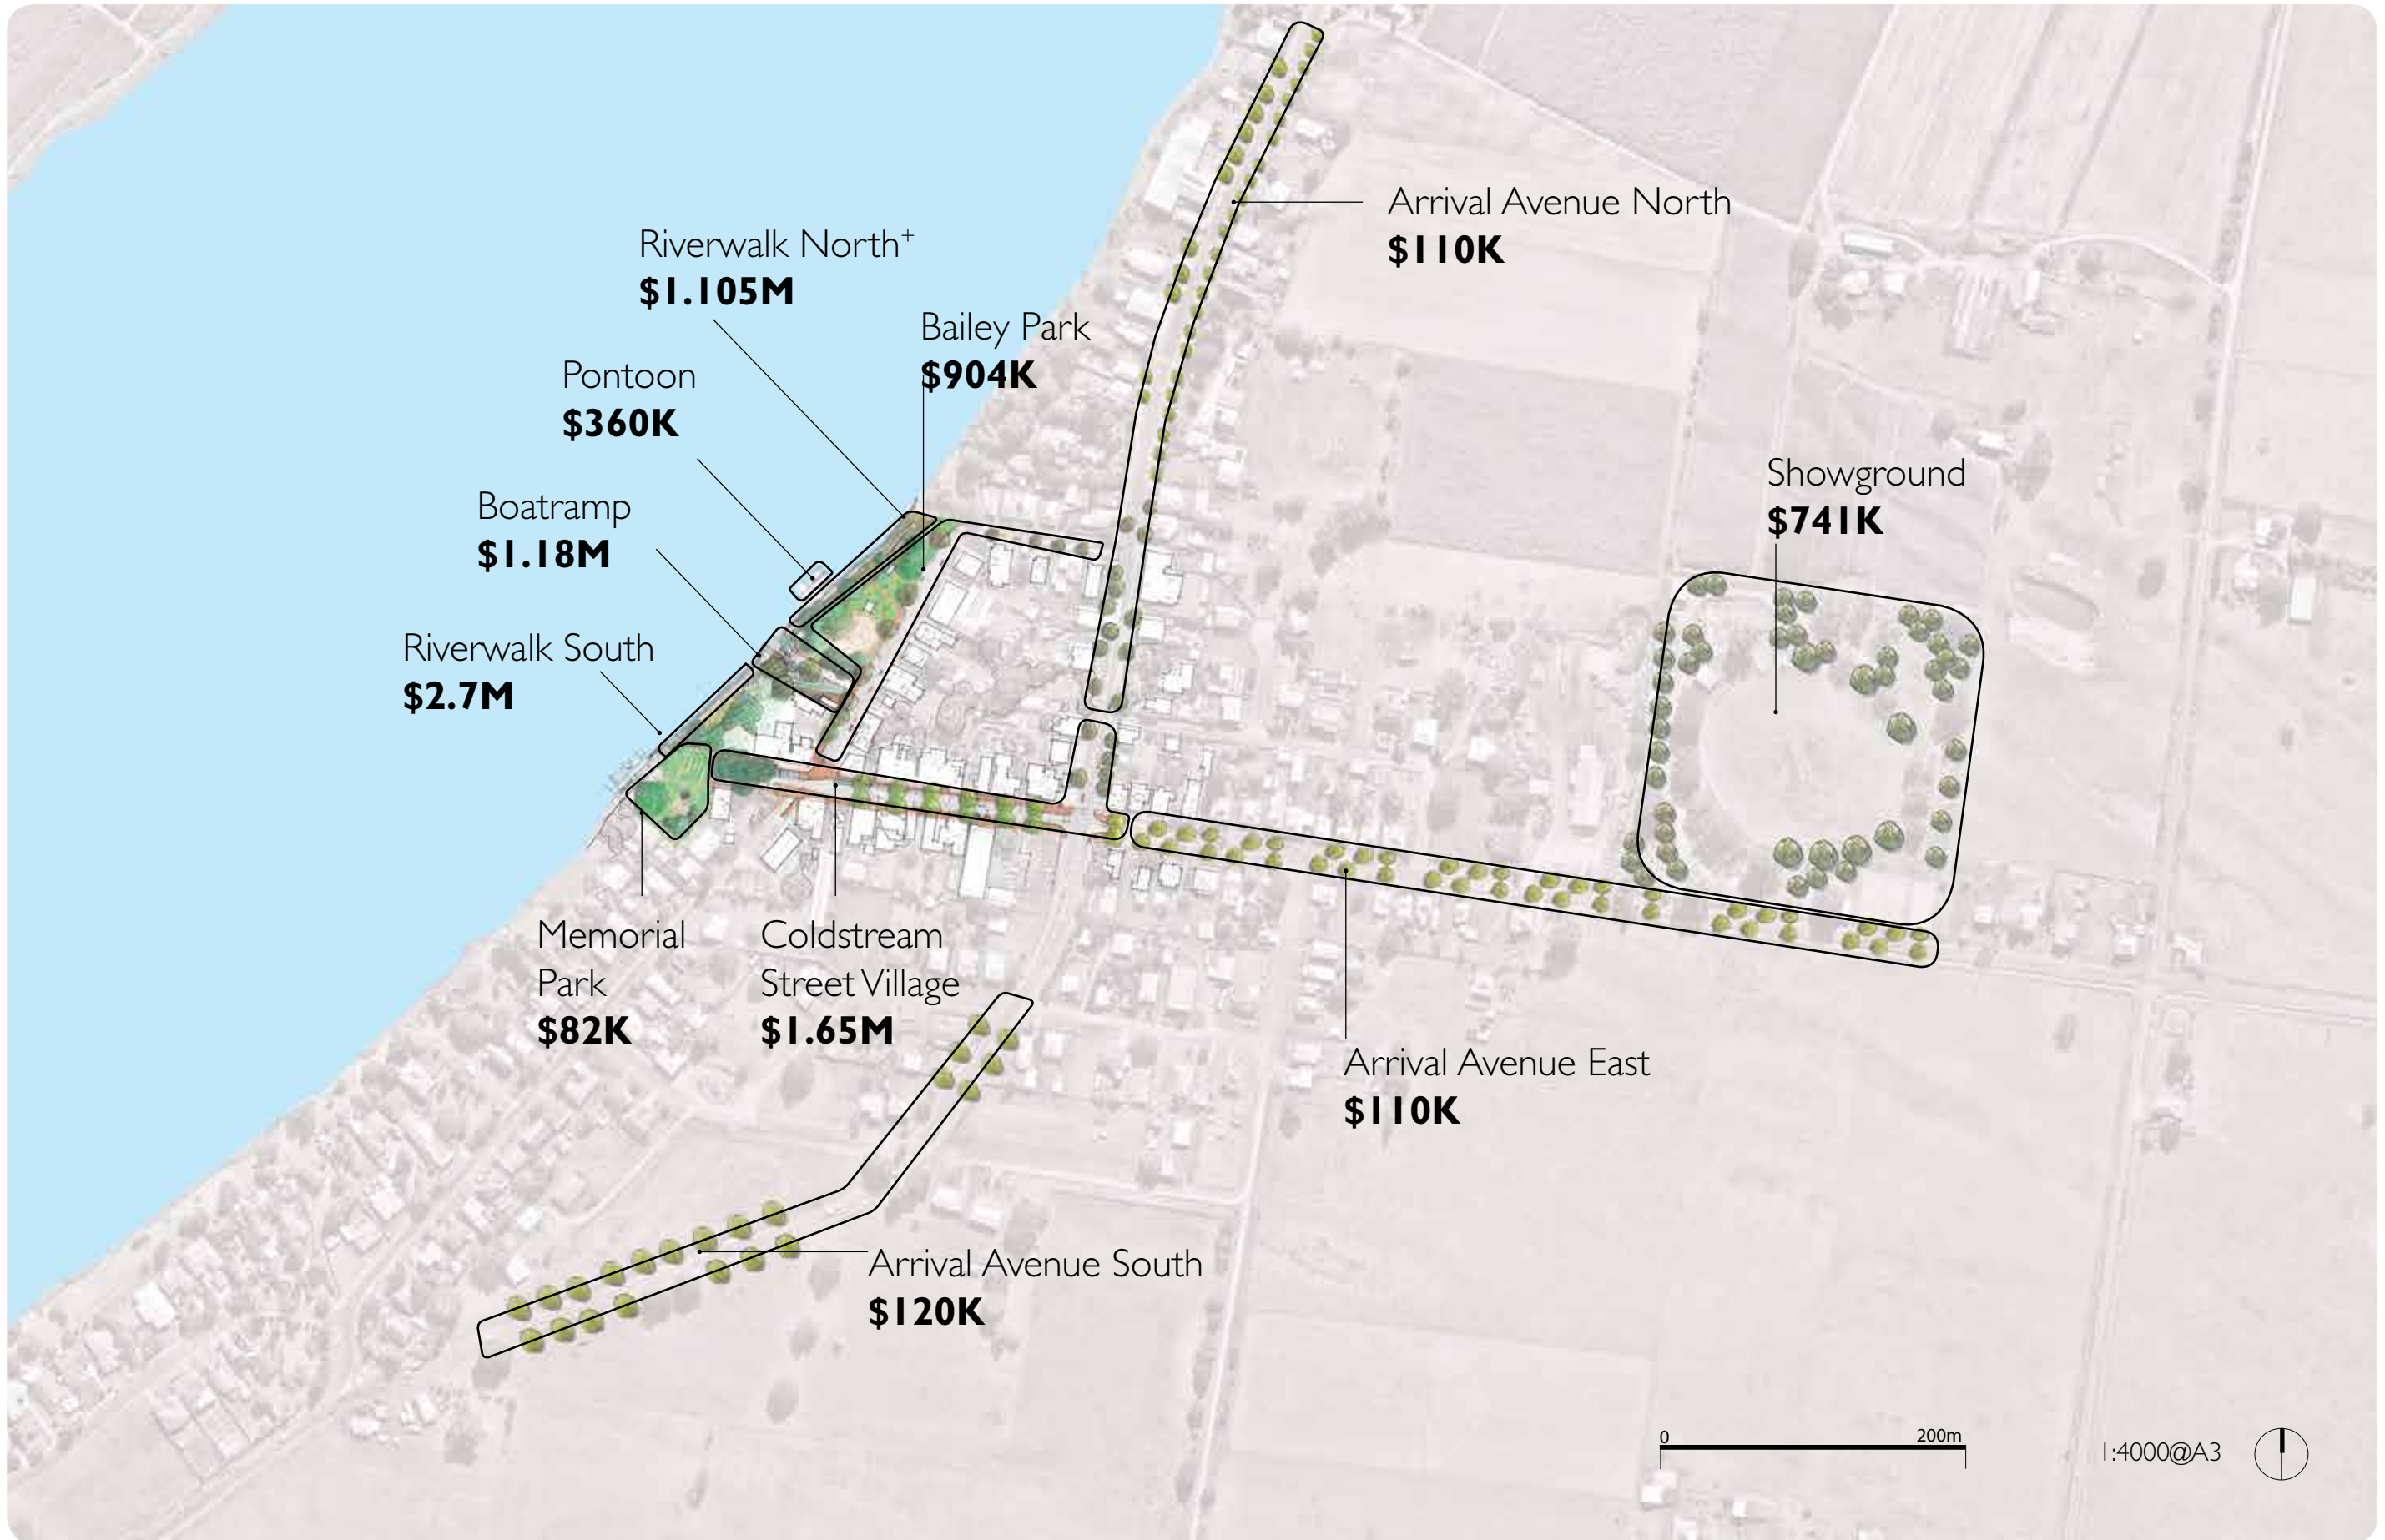 Arrival Avenue North
$110K
Riverwalk North+
$1.105M
Bailey Park
$904K
Pontoon
$360K
Showground
$741K
Boatramp
$1.18M
Riverwalk South
$2.7M
Memorial
Park
$82K
Coldstream
Street Village
$1.65M
Arrival Avenue East
$110K
Arrival Avenue South
$120K
0
200m
1:4000@A3